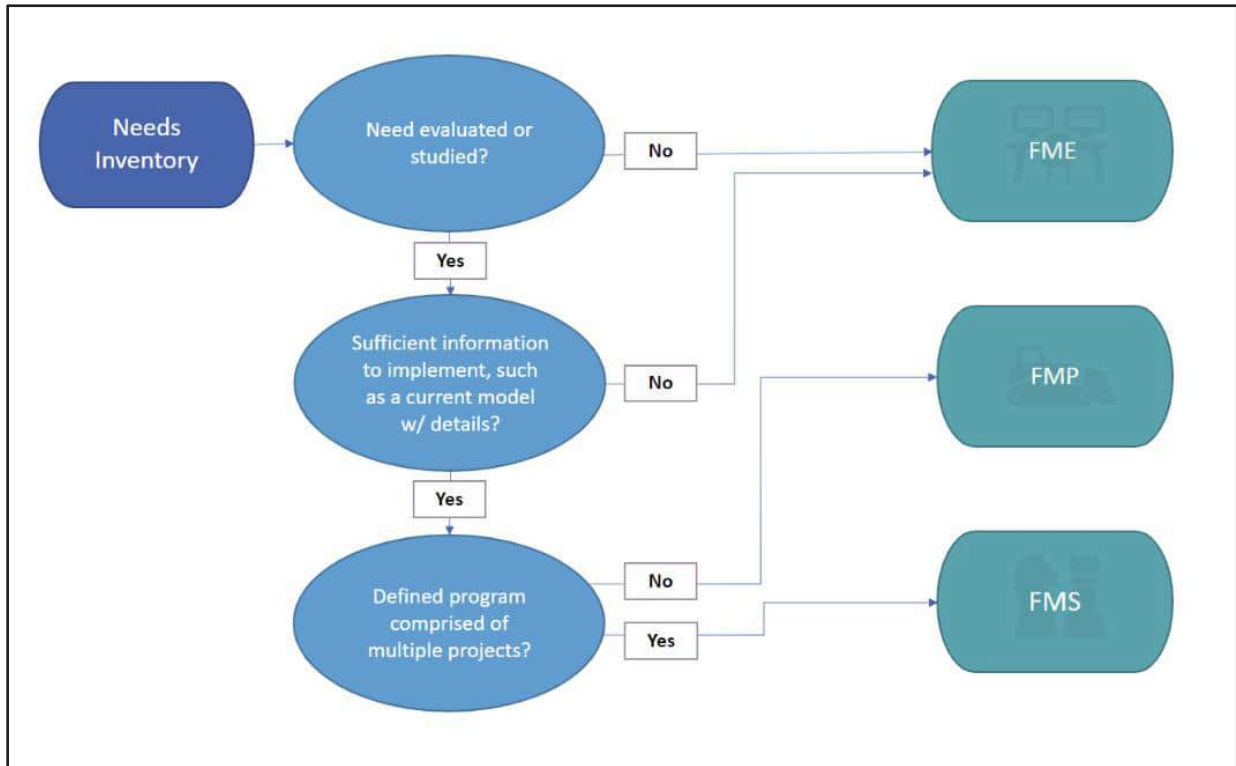 Needs
Inventory
Need evaluated or
studied?
No
FME
Yes
Sufficient information
to implement, such
as a current model
w/ details?
No
FMP
Yes
Defined program
comprised of
multiple projects?
No
Yes
FMS